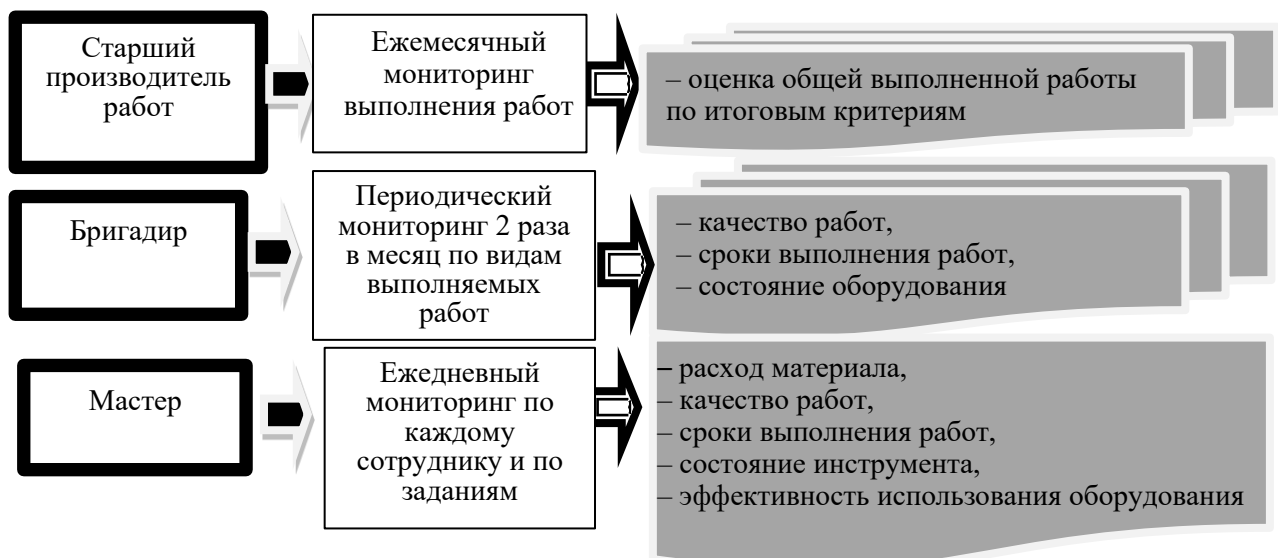 Старший
производитель
работ
Ежемесячный
мониторинг
выполнения работ
– оценка общей выполненной работы
по итоговым критериям
Бригадир
Периодический
мониторинг 2 раза
в месяц по видам
выполняемых
работ
– качество работ,
– сроки выполнения работ,
– состояние оборудования
Мастер
Ежедневный
мониторинг по
каждому
сотруднику и по
заданиям
– расход материала,
– качество работ,
– сроки выполнения работ,
– состояние инструмента,
– эффективность использования оборудования